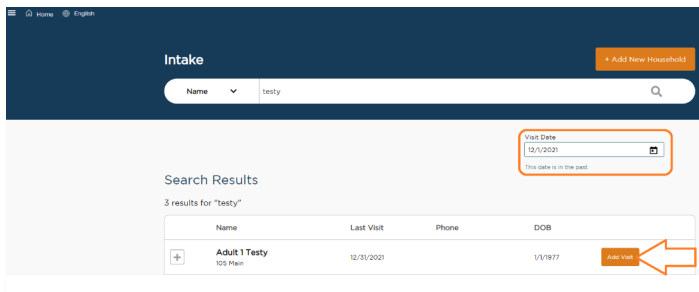 Home English
Intake
+ Add New Household
Name testy
Visit Date
12/1/2021
This date is in the past
Search Results
3 results for "testy"
Name Last Visit Phone DOB
Adult 1 Testy 12/31/2021 1/1/1977 Add Visit
105 Main